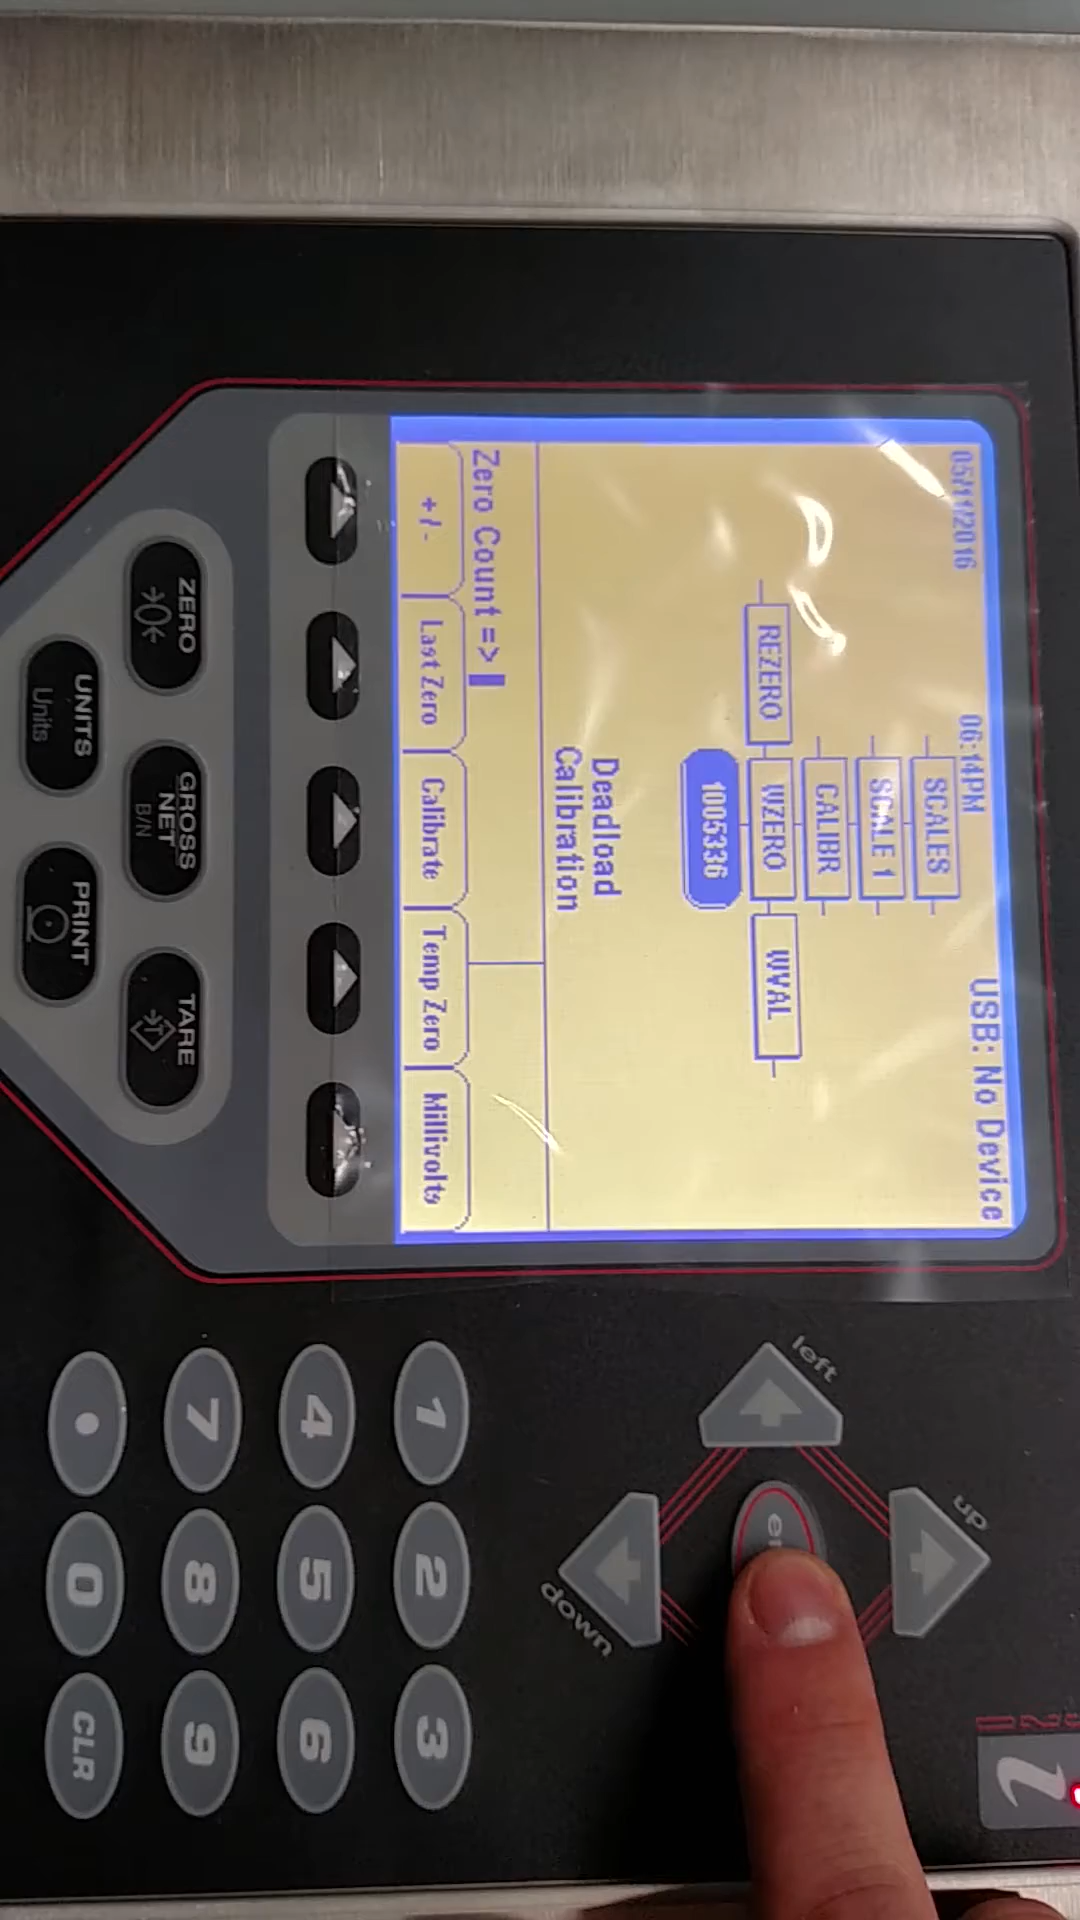 05/11/2016 06:14PM USB: No Device
SCALES
SCALE 1
CALIBR
REZERO WZERO WVAL
1005336
Deadload
Calibration
Zero Count =>
+/- Last Zero Calibrate Temp Zero Millivolts
ZERO
→0←
GROSS
NET
B/N
TARE
UNITS
Units
PRINT
up
left
down
1 2 3
4 5 6
7 8 9
• 0 CLR
920
i